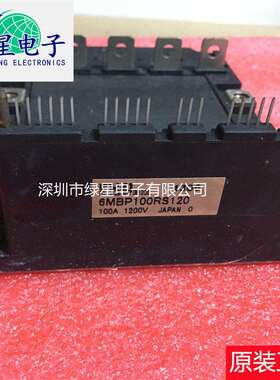 绿星电子
NG ELECTRONICS
深圳市绿星电子有限公司
6MBP100RS120
100A 1200V JAPAN O
原装